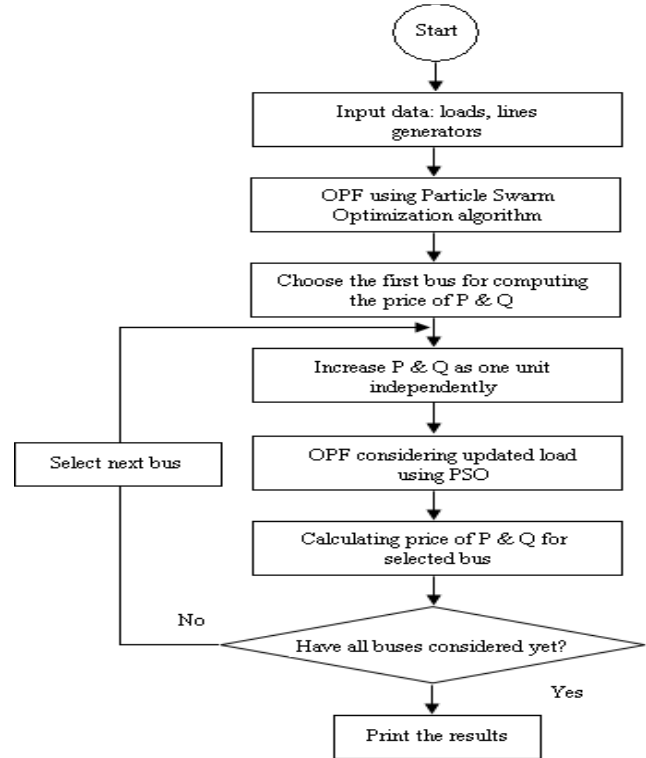 Start
Input data: loads, lines
generators
OPF using Particle Swarm
Optimization algorithm
Choose the first bus for computing
the price of P & Q
Increase P & Q as one unit
independently
Select next bus
OPF considering updated load
using PSO
Calculating price of P & Q for
selected bus
No
Have all buses considered yet?
Yes
Print the results